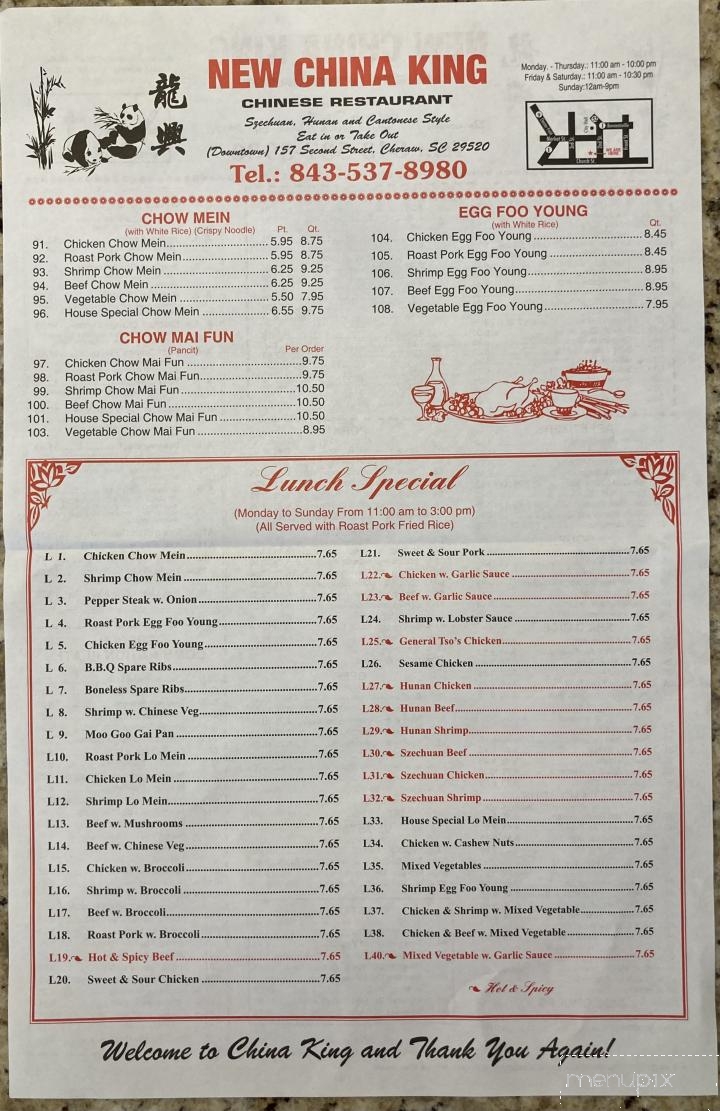 龍興
NEW CHINA KING
CHINESE RESTAURANT
Szechuan, Hunan and Cantonese Style
Eat in or Take Out
(Downtown) 157 Second Street, Cheraw, SC 29520
Tel.: 843-537-8980
Monday. - Thursday.: 11:00 am - 10:00 pm
Friday & Saturday.: 11:00 am - 10:30 pm
Sunday:12am-9pm
Market St.
Church St.
CHOW MEIN
(with White Rice) (Crispy Noodle) Pt. Qt.
91. Chicken Chow Mein 5.95 8.75
92. Roast Pork Chow Mein 5.95 8.75
93. Shrimp Chow Mein 6.25 9.25
94. Beef Chow Mein 6.25 9.25
95. Vegetable Chow Mein 5.50 7.95
96. House Special Chow Mein 6.55 9.75
CHOW MAI FUN
(Pancit) Per Order
97. Chicken Chow Mai Fun 9.75
98. Roast Pork Chow Mai Fun 9.75
99. Shrimp Chow Mai Fun 10.50
100. Beef Chow Mai Fun 10.50
101. House Special Chow Mai Fun 10.50
103. Vegetable Chow Mai Fun 8.95
EGG FOO YOUNG
(with White Rice) Qt.
104. Chicken Egg Foo Young 8.45
105. Roast Pork Egg Foo Young 8.45
106. Shrimp Egg Foo Young 8.95
107. Beef Egg Foo Young 8.95
108. Vegetable Egg Foo Young 7.95
Lunch Special
(Monday to Sunday From 11:00 am to 3:00 pm)
(All Served with Roast Pork Fried Rice)
L 1. Chicken Chow Mein 7.65
L 2. Shrimp Chow Mein 7.65
L 3. Pepper Steak w. Onion 7.65
L 4. Roast Pork Egg Foo Young 7.65
L 5. Chicken Egg Foo Young 7.65
L 6. B.B.Q Spare Ribs 7.65
L 7. Boneless Spare Ribs 7.65
L 8. Shrimp w. Chinese Veg 7.65
L 9. Moo Goo Gai Pan 7.65
L10. Roast Pork Lo Mein 7.65
L11. Chicken Lo Mein 7.65
L12. Shrimp Lo Mein 7.65
L13. Beef w. Mushrooms 7.65
L14. Beef w. Chinese Veg 7.65
L15. Chicken w. Broccoli 7.65
L16. Shrimp w. Broccoli 7.65
L17. Beef w. Broccoli 7.65
L18. Roast Pork w. Broccoli 7.65
L19. Hot & Spicy Beef 7.65
L20. Sweet & Sour Chicken 7.65
L21. Sweet & Sour Pork 7.65
L22. Chicken w. Garlic Sauce 7.65
L23. Beef w. Garlic Sauce 7.65
L24. Shrimp w. Lobster Sauce 7.65
L25. General Tso's Chicken 7.65
L26. Sesame Chicken 7.65
L27. Hunan Chicken 7.65
L28. Hunan Beef 7.65
L29. Hunan Shrimp 7.65
L30. Szechuan Beef 7.65
L31. Szechuan Chicken 7.65
L32. Szechuan Shrimp 7.65
L33. House Special Lo Mein 7.65
L34. Chicken w. Cashew Nuts 7.65
L35. Mixed Vegetables 7.65
L36. Shrimp Egg Foo Young 7.65
L37. Chicken & Shrimp w. Mixed Vegetable 7.65
L38. Chicken & Beef w. Mixed Vegetable 7.65
L40. Mixed Vegetable w. Garlic Sauce 7.65
Hot & Spicy
Welcome to China King and Thank You Again!
menupix